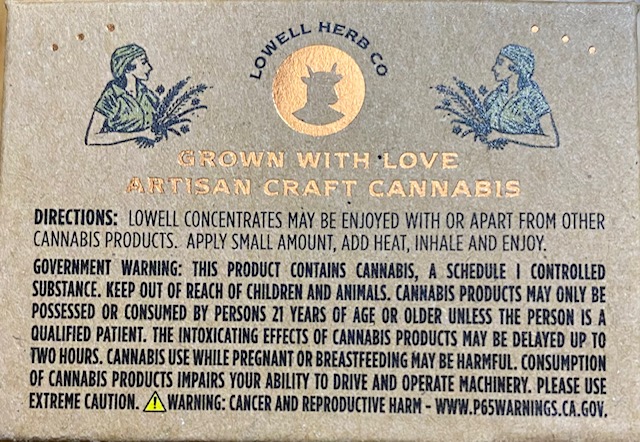 LOWELL HERB CO
GROWN WITH LOVE
ARTISAN CRAFT CANNABIS
DIRECTIONS: LOWELL CONCENTRATES MAY BE ENJOYED WITH OR APART FROM OTHER
CANNABIS PRODUCTS. APPLY SMALL AMOUNT, ADD HEAT, INHALE AND ENJOY.
GOVERNMENT WARNING: THIS PRODUCT CONTAINS CANNABIS, A SCHEDULE I CONTROLLED
SUBSTANCE. KEEP OUT OF REACH OF CHILDREN AND ANIMALS. CANNABIS PRODUCTS MAY ONLY BE
POSSESSED OR CONSUMED BY PERSONS 21 YEARS OF AGE OR OLDER UNLESS THE PERSON IS A
QUALIFIED PATIENT. THE INTOXICATING EFFECTS OF CANNABIS PRODUCTS MAY BE DELAYED UP TO
TWO HOURS. CANNABIS USE WHILE PREGNANT OR BREASTFEEDING MAY BE HARMFUL. CONSUMPTION
OF CANNABIS PRODUCTS IMPAIRS YOUR ABILITY TO DRIVE AND OPERATE MACHINERY. PLEASE USE
EXTREME CAUTION. ⚠WARNING: CANCER AND REPRODUCTIVE HARM - WWW.P65WARNINGS.CA.GOV.